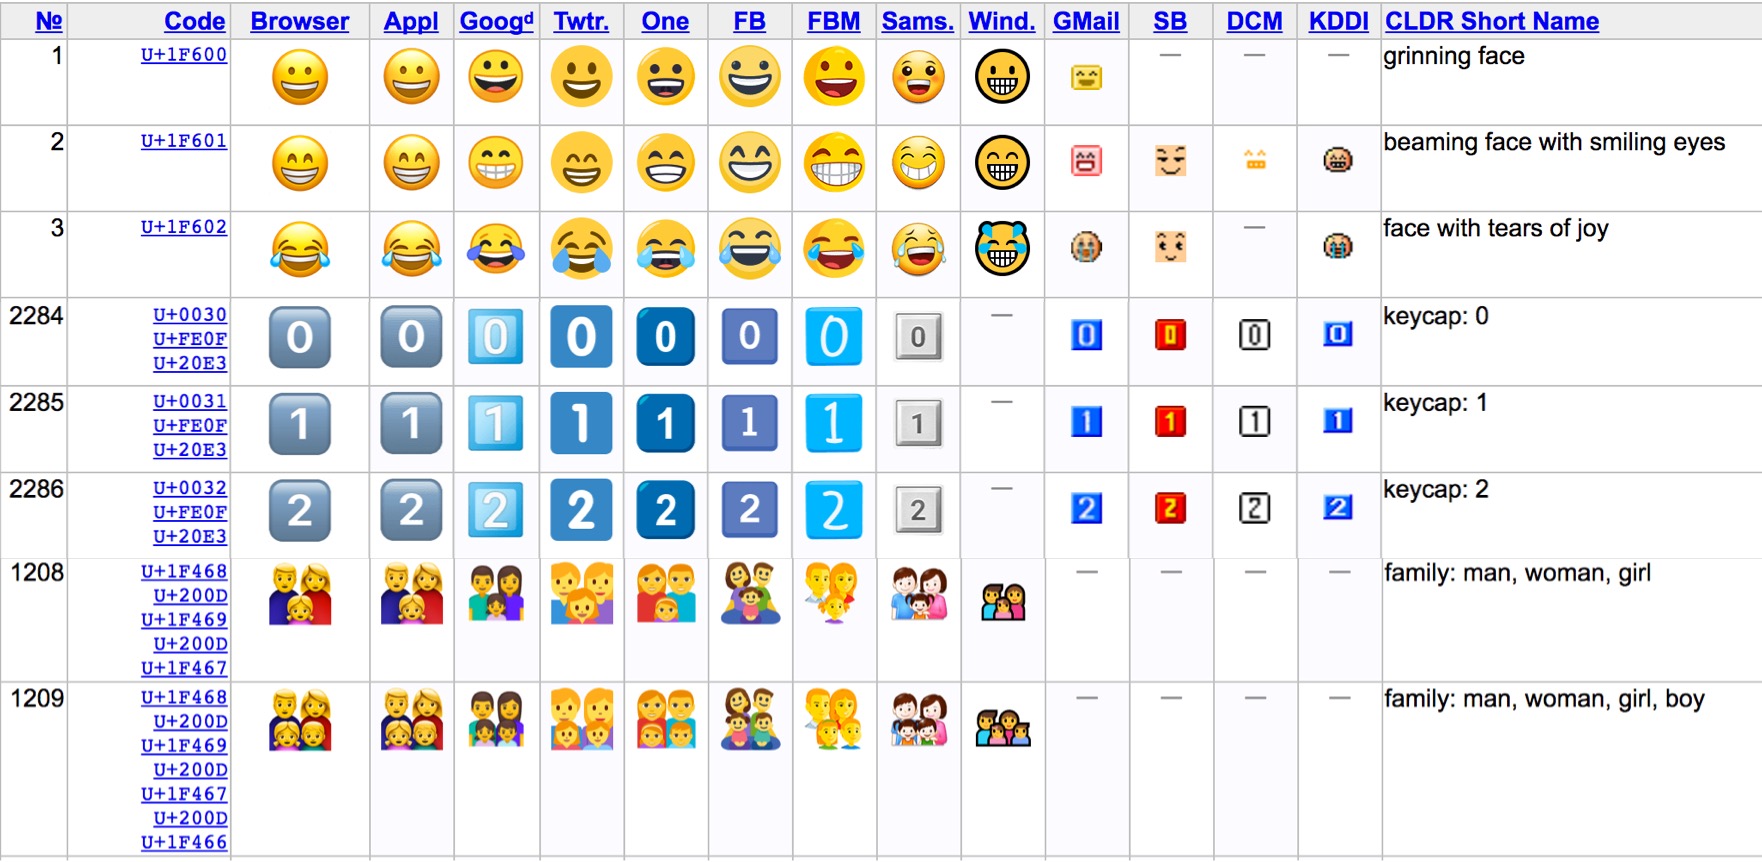 № Code Browser Appl Googᵈ Twtr. One FB FBM Sams. Wind. GMail SB DCM KDDI CLDR Short Name
1 U+1F600 — — — grinning face
2 U+1F601 beaming face with smiling eyes
3 U+1F602 — face with tears of joy
2284 U+0030 — keycap: 0
U+FE0F
U+20E3
0 0 0 0 0 0 0 0 0 0 0 0
2285 U+0031 — keycap: 1
U+FE0F
U+20E3
1 1 1 1 1 1 1 1 1 1 1 1
2286 U+0032 — keycap: 2
U+FE0F
U+20E3
2 2 2 2 2 2 2 2 2 2 2 2
1208 U+1F468 — — — — family: man, woman, girl
U+200D
U+1F469
U+200D
U+1F467
1209 U+1F468 — — — — family: man, woman, girl, boy
U+200D
U+1F469
U+200D
U+1F467
U+200D
U+1F466